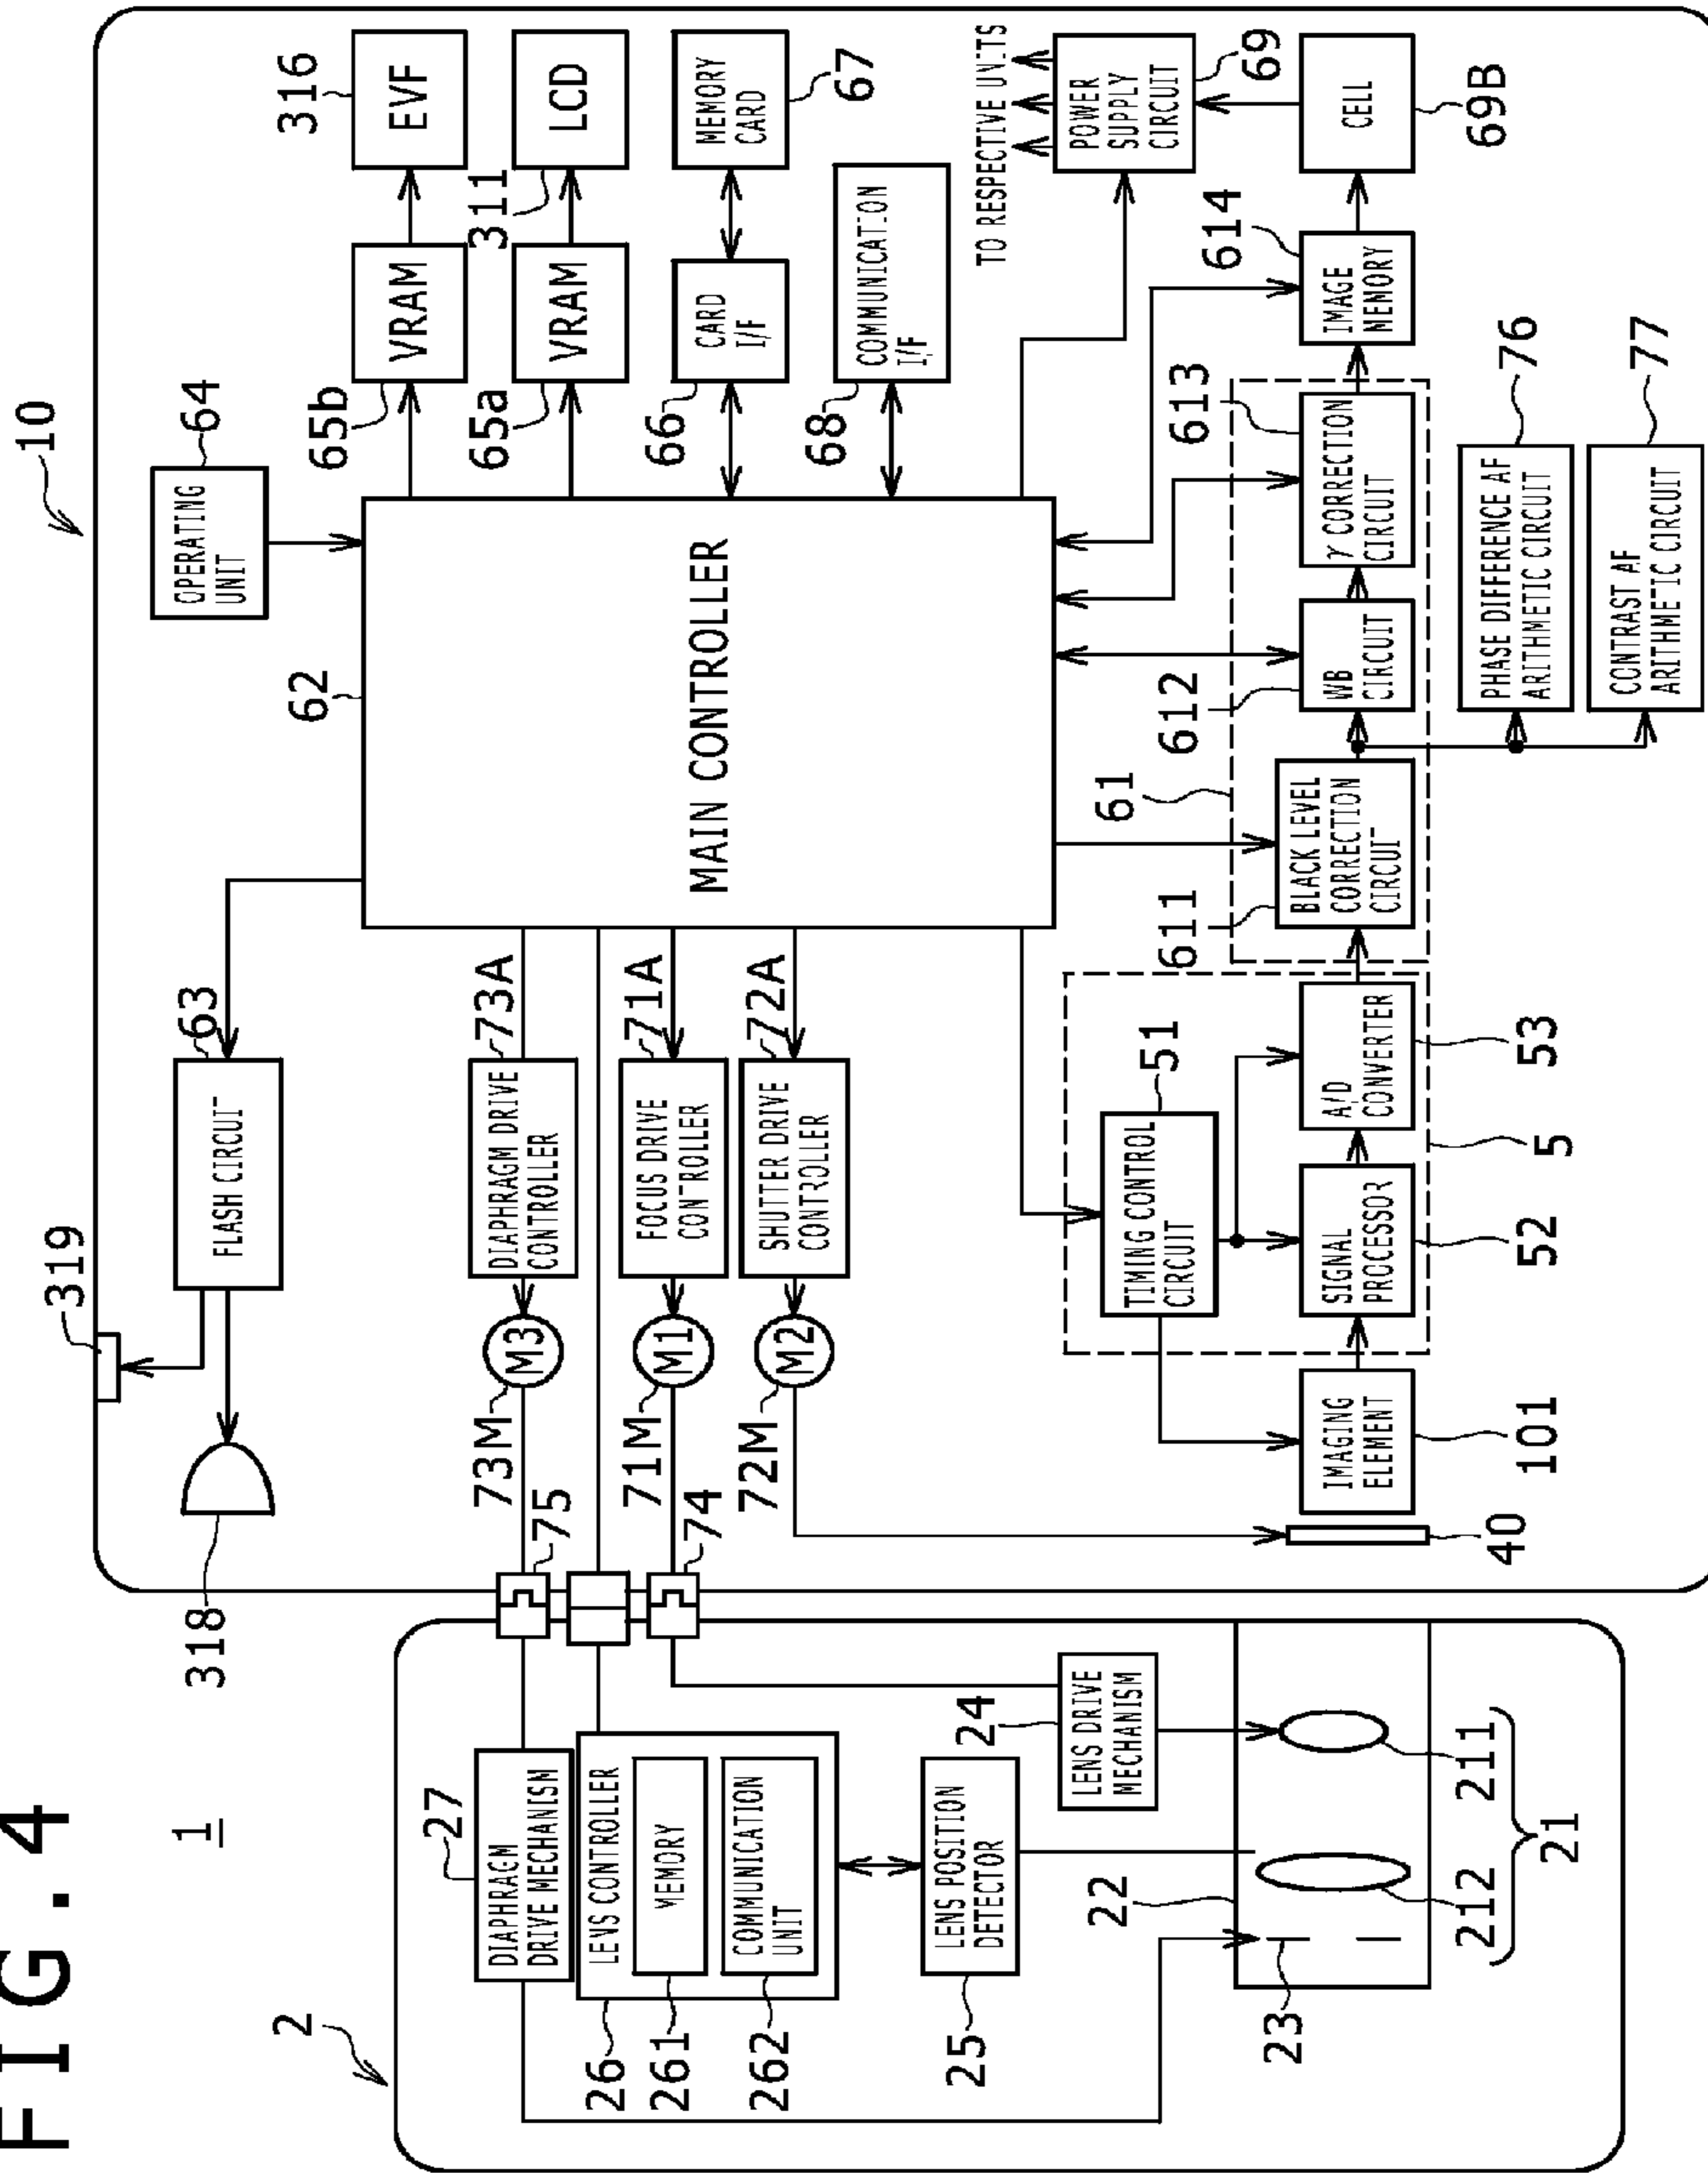 FIG.4
1
10
2
318
319
63
FLASH CIRCUIT
62
MAIN CONTROLLER
64
OPERATING
UNIT
65b
VRAM
316
EVF
65a
VRAM
311
LCD
66
CARD
I/F
MEMORY
CARD
67
68
COMMUNICATION
I/F
TO RESPECTIVE UNITS
POWER
SUPPLY
CIRCUIT
69
CELL
69B
27
DIAPHRAGM
DRIVE MECHANISM
75
73M
M3
DIAPHRAGM DRIVE
CONTROLLER
73A
26
LENS CONTROLLER
261
MEMORY
262
COMMUNICATION
UNIT
74
71M
M1
FOCUS DRIVE
CONTROLLER
71A
72M
M2
SHUTTER DRIVE
CONTROLLER
72A
25
LENS POSITION
DETECTOR
24
LENS DRIVE
MECHANISM
22
23
212
211
21
40
IMAGING
ELEMENT
101
TIMING CONTROL
CIRCUIT
51
SIGNAL
PROCESSOR
52
A/D
CONVERTER
53
5
61
611
BLACK LEVEL
CORRECTION
CIRCUIT
612
WB
CIRCUIT
613
γ CORRECTION
CIRCUIT
614
IMAGE
MEMORY
PHASE DIFFERENCE AF
ARITHMETIC CIRCUIT
76
CONTRAST AF
ARITHMETIC CIRCUIT
77